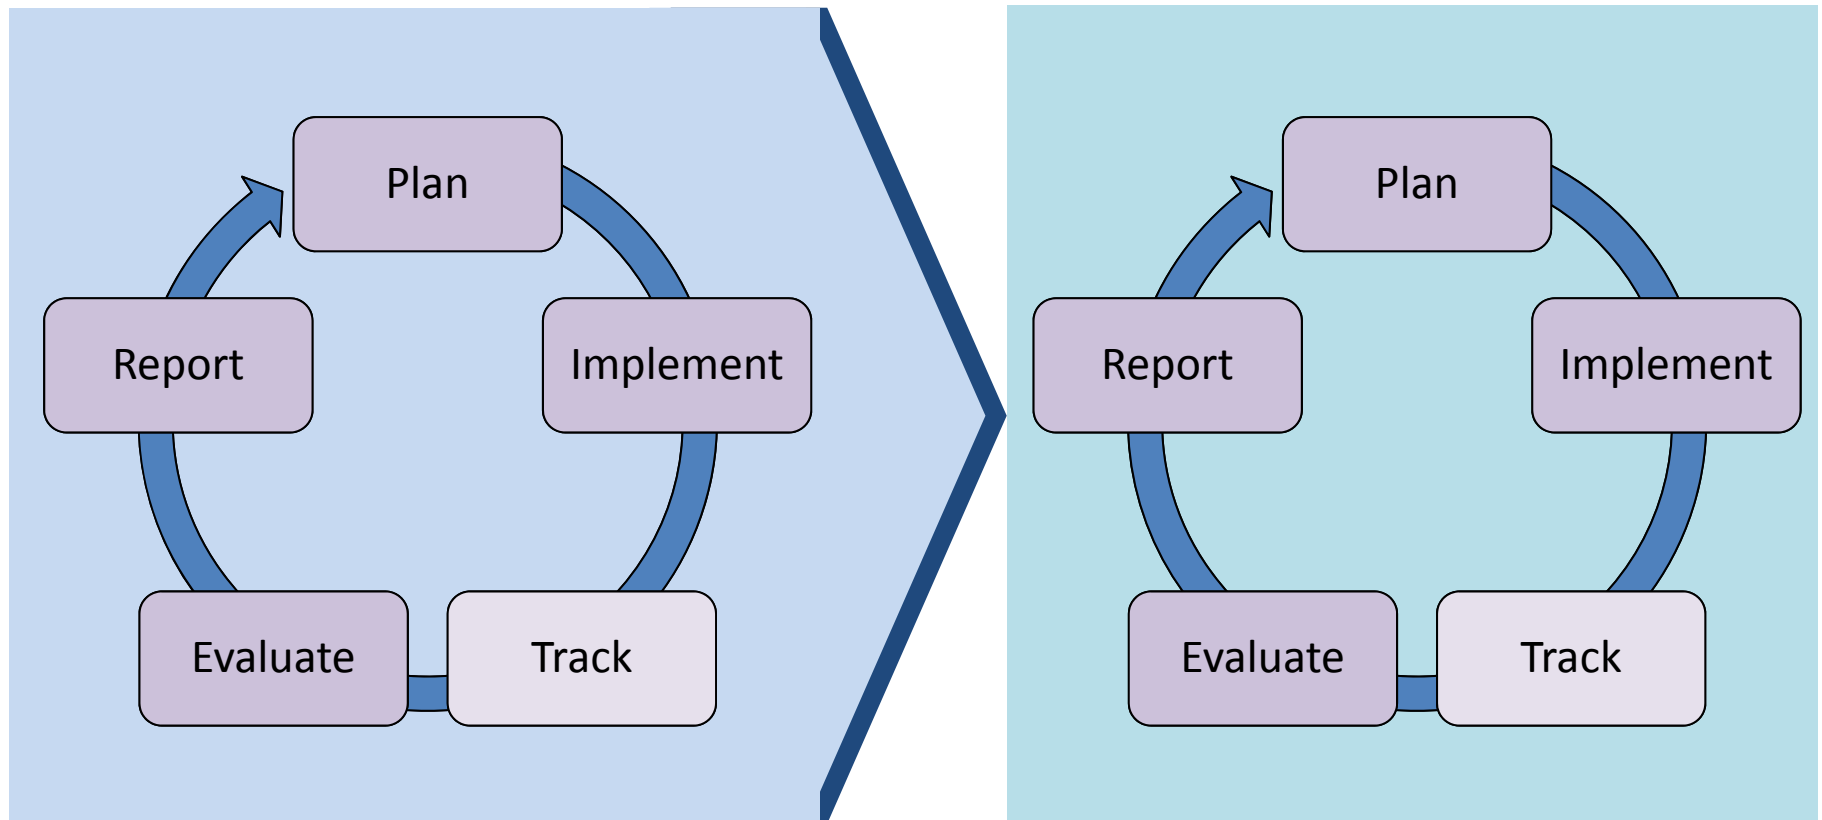 Plan
Implement
Track
Evaluate
Report
Plan
Implement
Track
Evaluate
Report